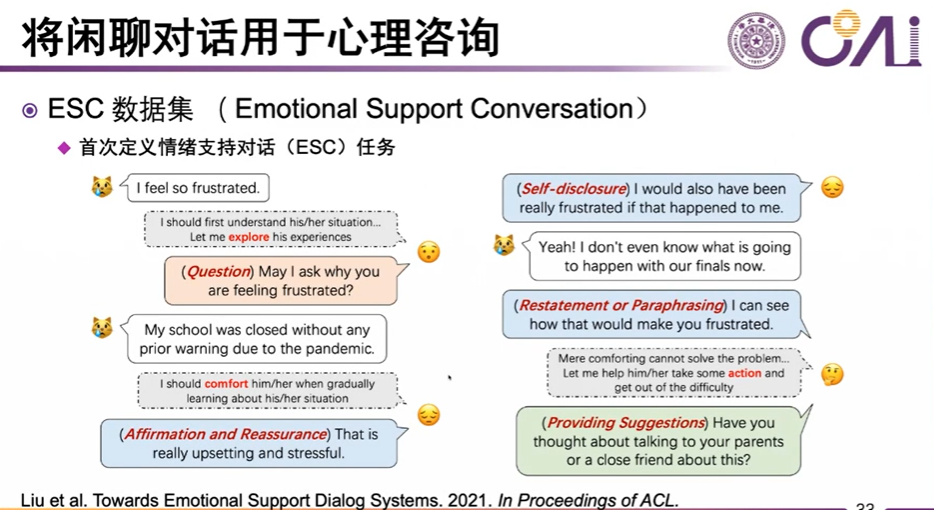 将闲聊对话用于心理咨询
ESC 数据集 （ Emotional Support Conversation）
首次定义情绪支持对话（ESC）任务
I feel so frustrated.
I should first understand his/her situation...
Let me explore his experiences
(Question) May I ask why you
are feeling frustrated?
My school was closed without any
prior warning due to the pandemic.
I should comfort him/her when gradually
learning about his/her situation
(Affirmation and Reassurance) That is
really upsetting and stressful.
(Self-disclosure) I would also have been
really frustrated if that happened to me.
Yeah! I don't even know what is going
to happen with our finals now.
(Restatement or Paraphrasing) I can see
how that would make you frustrated.
Mere comforting cannot solve the problem...
Let me help him/her take some action and
get out of the difficulty
(Providing Suggestions) Have you
thought about talking to your parents
or a close friend about this?
Liu et al. Towards Emotional Support Dialog Systems. 2021. In Proceedings of ACL.
33